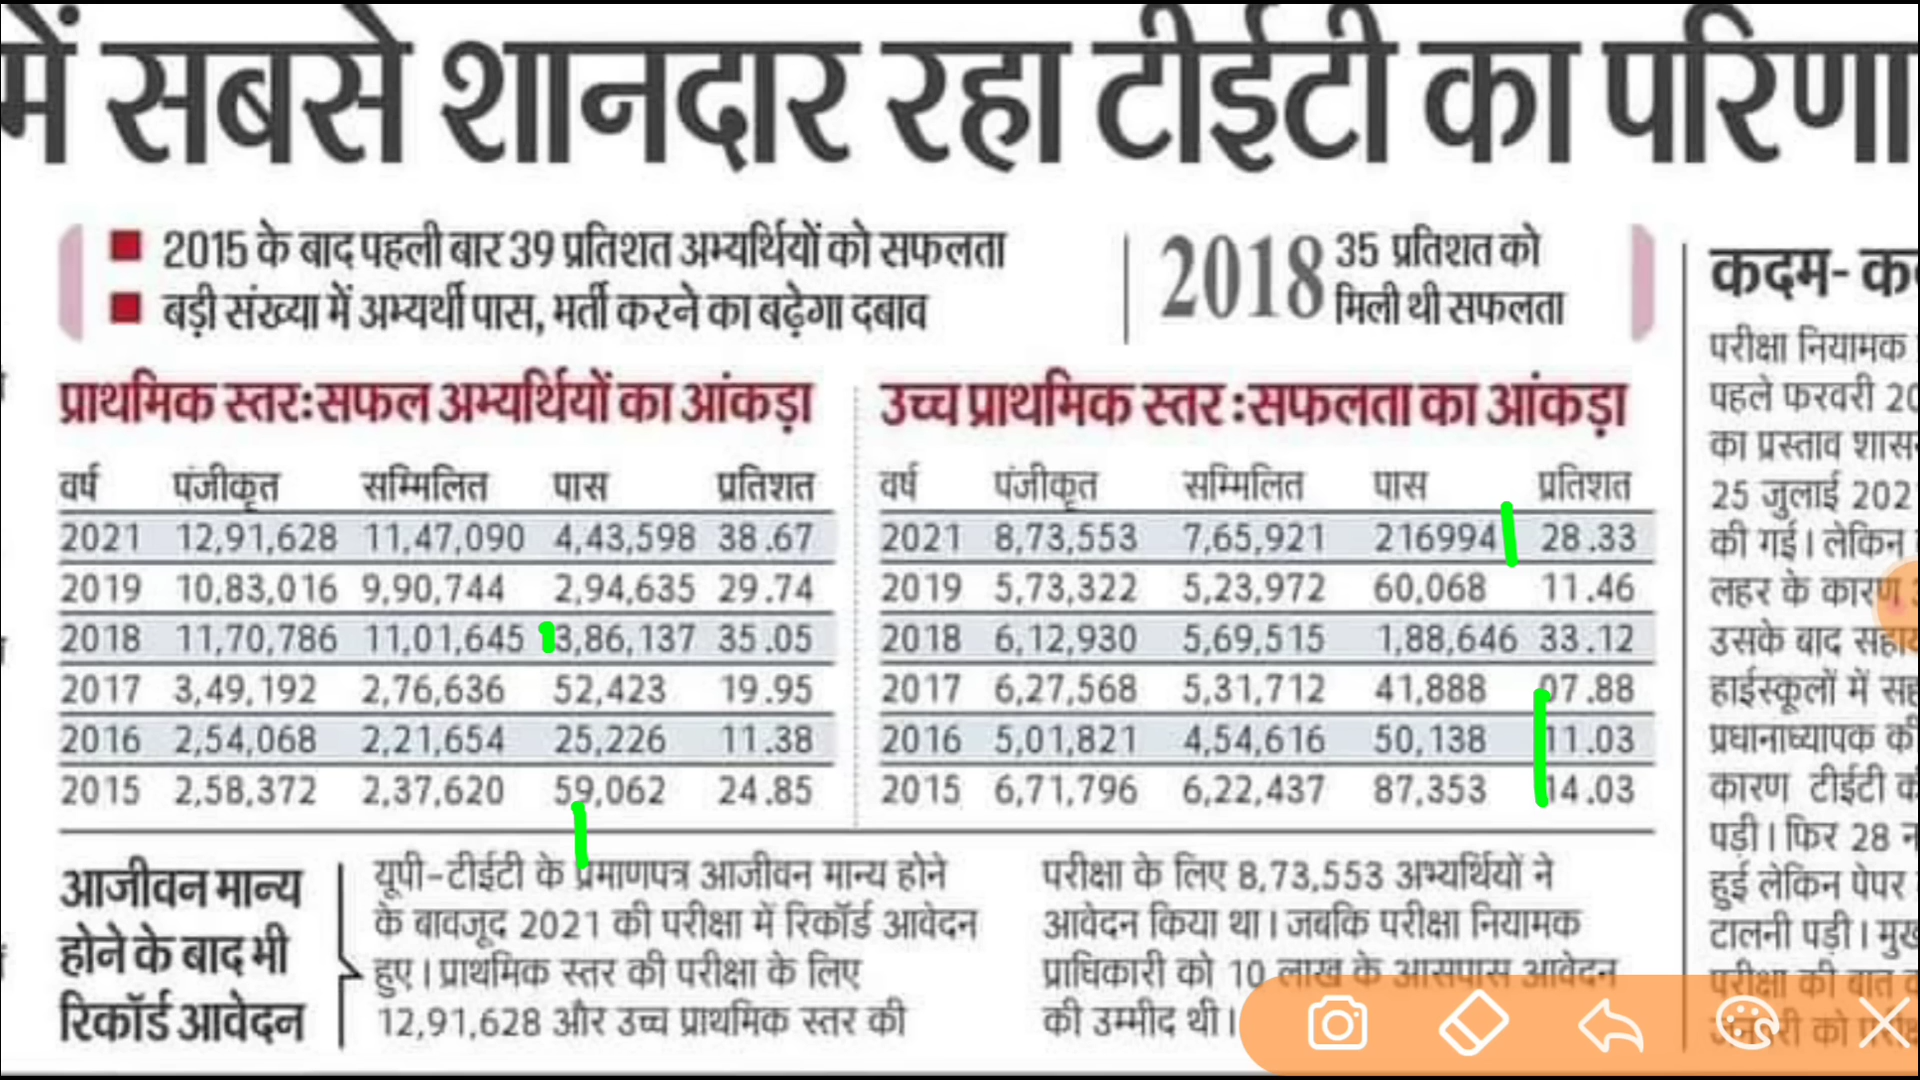 में सबसे शानदार रहा टीईटी का
2015 के बाद पहली बार 39 प्रतिशत अभ्यर्थियों को सफलता
बड़ी संख्या में अभ्यर्थी पास, भर्ती करने का बढ़ेगा दबाव
2018 35 प्रतिशत को
मिली थी सफलता
प्राथमिक स्तर:सफल अभ्यर्थियों का आंकड़ा
वर्ष पंजीकृत सम्मिलित पास प्रतिशत
2021 12,91,628 11,47,090 4,43,598 38.67
2019 10,83,016 9,90,744 2,94,635 29.74
2018 11,70,786 11,01,645 3,86,137 35.05
2017 3,49,192 2,76,636 52,423 19.95
2016 2,54,068 2,21,654 25,226 11.38
2015 2,58,372 2,37,620 59,062 24.85
उच्च प्राथमिक स्तर :सफलता का आंकड़ा
वर्ष पंजीकृत सम्मिलित पास प्रतिशत
2021 8,73,553 7,65,921 216994 28.33
2019 5,73,322 5,23,972 60,068 11.46
2018 6,12,930 5,69,515 1,88,646 33.12
2017 6,27,568 5,31,712 41,888 07.88
2016 5,01,821 4,54,616 50,138 11.03
2015 6,71,796 6,22,437 87,353 14.03
आजीवन मान्य
होने के बाद भी
रिकॉर्ड आवेदन
यूपी-टीईटी के प्रमाणपत्र आजीवन मान्य होने
के बावजूद 2021 की परीक्षा में रिकॉर्ड आवेदन
हुए। प्राथमिक स्तर की परीक्षा के लिए
12,91,628 और उच्च प्राथमिक स्तर की
परीक्षा के लिए 8,73,553 अभ्यर्थियों ने
आवेदन किया था। जबकि परीक्षा नियामक
प्राधिकारी को 10 लाख के आसपास आवेदन
की उम्मीद थी।
कदम-
परीक्षा नियामक
पहले फरवरी
का प्रस्ताव
25 जुलाई
की गई। लेकिन
लहर के कारण
उसके बाद
हाईस्कूलों में
प्रधानाध्यापक
कारण टीईटी
पड़ी। फिर 28
हुई लेकिन पेपर
टालनी पड़ी।
परीक्षा की बात